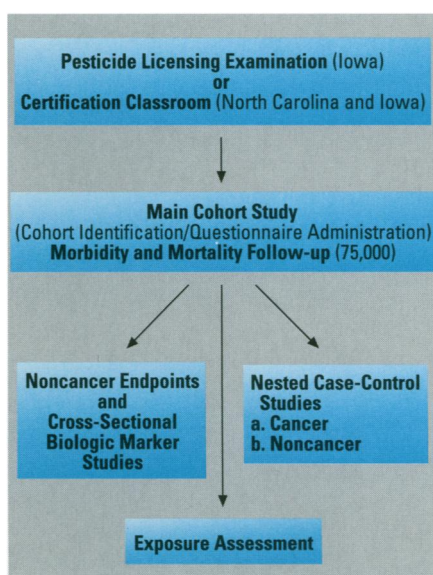 Pesticide Licensing Examination (Iowa)
or
Certification Classroom (North Carolina and Iowa)
Main Cohort Study
(Cohort Identification/Questionnaire Administration)
Morbidity and Mortality Follow-up (75,000)
Noncancer Endpoints
and
Cross-Sectional
Biologic Marker
Studies
Nested Case-Control
Studies
a. Cancer
b. Noncancer
Exposure Assessment